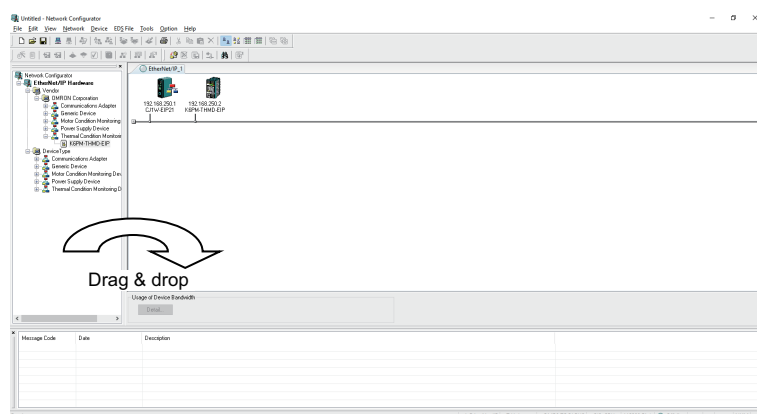 Untitled - Network Configurator
File Edit View Network Device EDS File Tools Option Help
EtherNet/IP_1
Network Configurator
EtherNet/IP Hardware
Vendor
OMRON Corporation
Communications Adapter
Generic Device
Motor Condition Monitoring
Power Supply Device
Thermal Condition Monitore
K6PM-THMD-EIP
DeviceType
Communications Adapter
Generic Device
Motor Condition Monitoring Dev
Power Supply Device
Thermal Condition Monitoring D
192.168.250.1
CJ1W-EIP21
192.168.250.2
K6PM-THMD-EIP
Drag & drop
Usage of Device Bandwidth
Detail...
Message Code Date Description